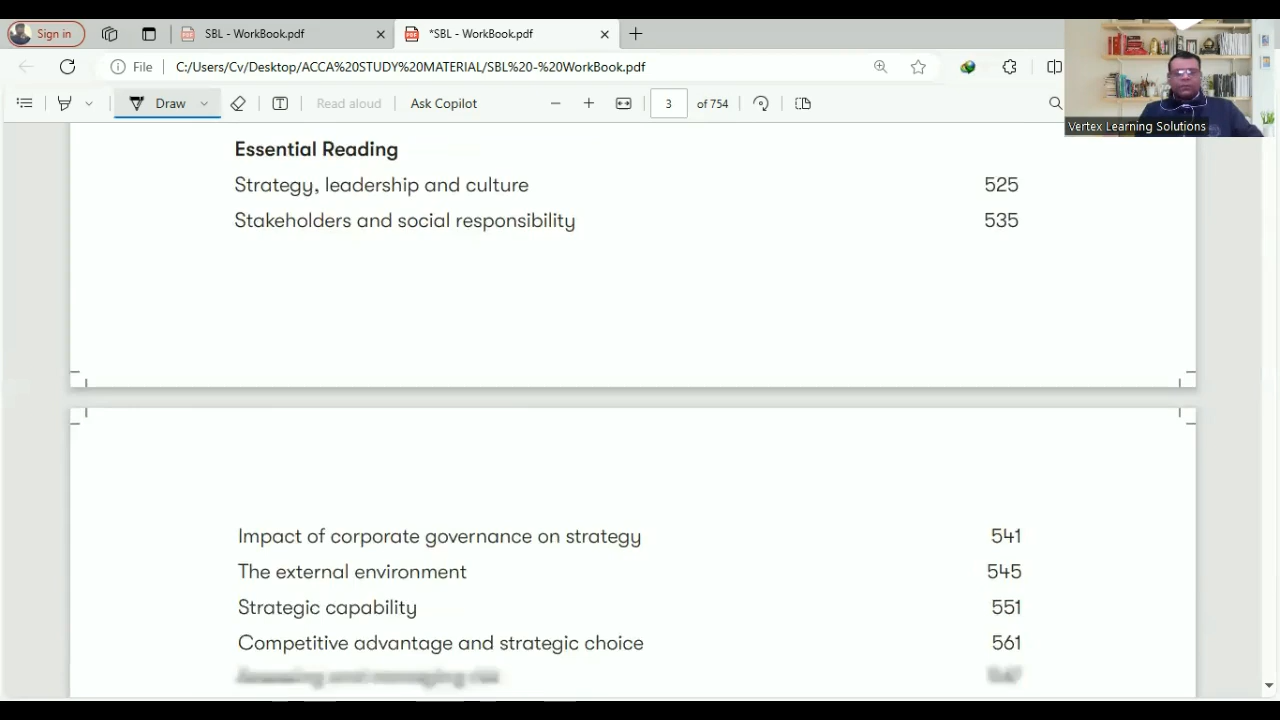 Sign in
SBL - WorkBook.pdf
*SBL - WorkBook.pdf
File
C:/Users/Cv/Desktop/ACCA%20STUDY%20MATERIAL/SBL%20-%20WorkBook.pdf
Draw
Read aloud
Ask Copilot
3
of 754
Vertex Learning Solutions
Essential Reading
Strategy, leadership and culture 525
Stakeholders and social responsibility 535
Impact of corporate governance on strategy 541
The external environment 545
Strategic capability 551
Competitive advantage and strategic choice 561